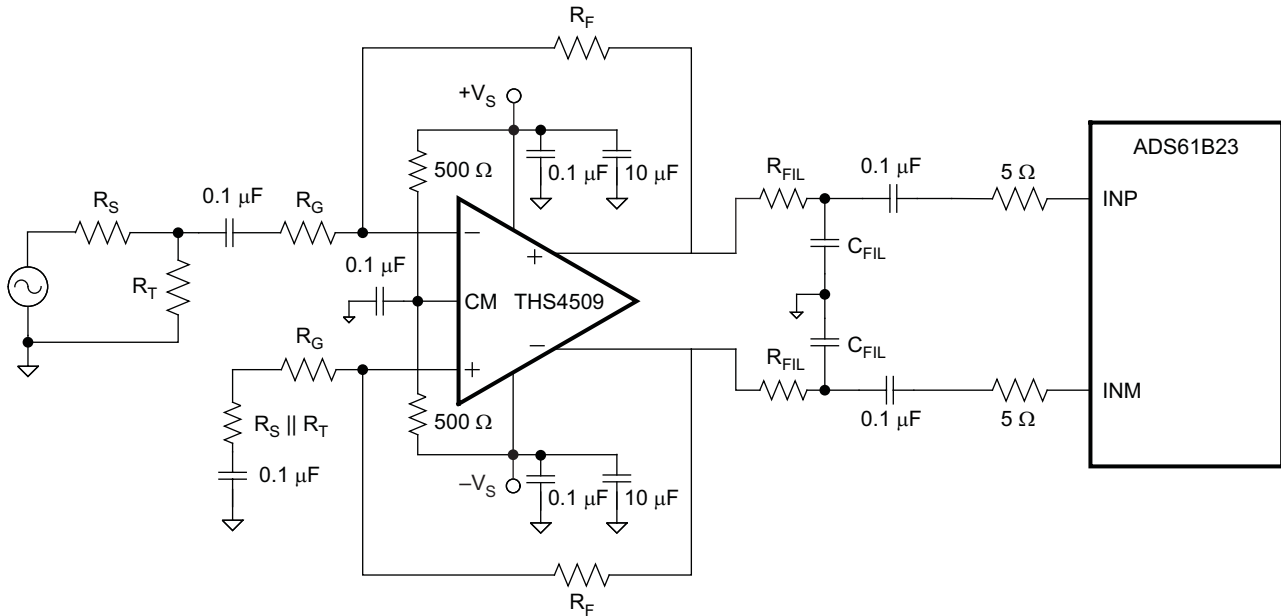 R_F
+V_S
500 Ω
0.1 μF
10 μF
ADS61B23
R_S
0.1 μF
R_G
R_FIL
0.1 μF
5 Ω
INP
−
+
C_FIL
R_T
0.1 μF
CM
THS4509
R_G
+
−
R_FIL
C_FIL
0.1 μF
5 Ω
INM
R_S || R_T
500 Ω
0.1 μF
−V_S
0.1 μF
10 μF
R_F